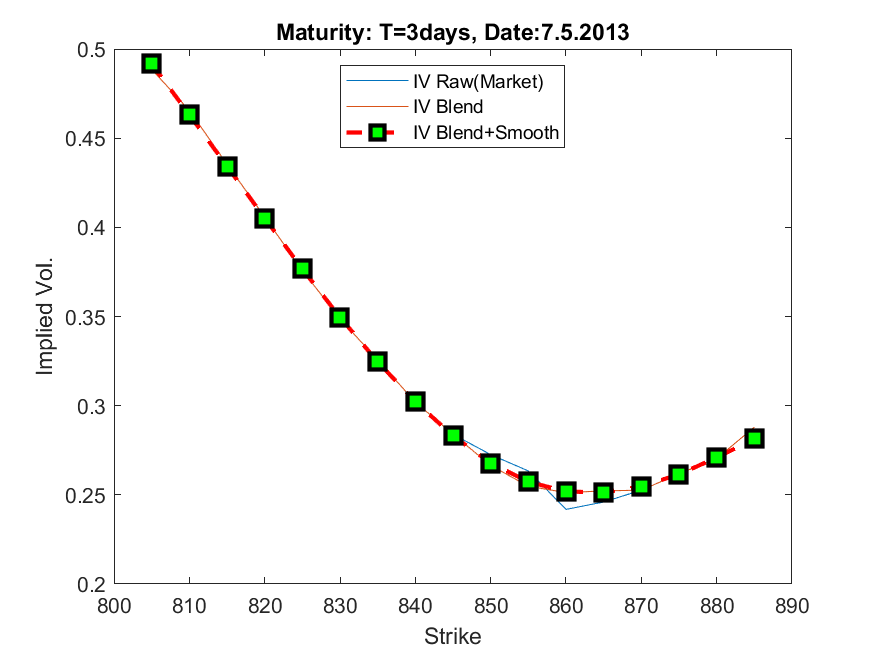 Maturity: T=3days, Date:7.5.2013
IV Raw(Market)
IV Blend
IV Blend+Smooth
0.5
0.45
0.4
0.35
0.3
0.25
0.2
Implied Vol.
800 810 820 830 840 850 860 870 880 890
Strike